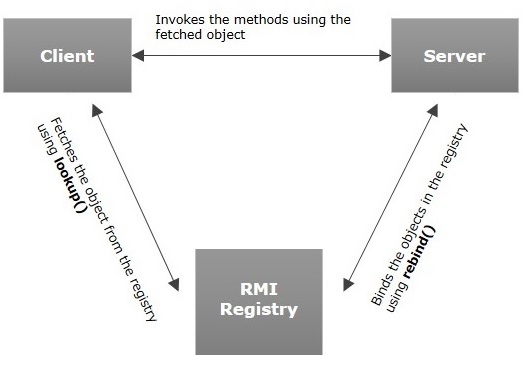 Invokes the methods using the
fetched object
Client
Server
Fetches the object from the registry
using lookup()
Binds the objects in the registry
using rebind()
RMI
Registry